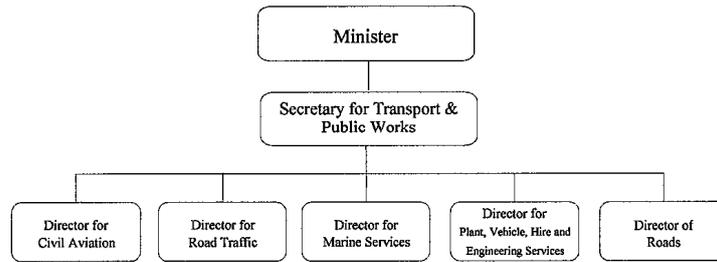 Minister
Secretary for Transport &
Public Works
Director for
Civil Aviation
Director for
Road Traffic
Director for
Marine Services
Director for
Plant, Vehicle, Hire and
Engineering Services
Director of
Roads